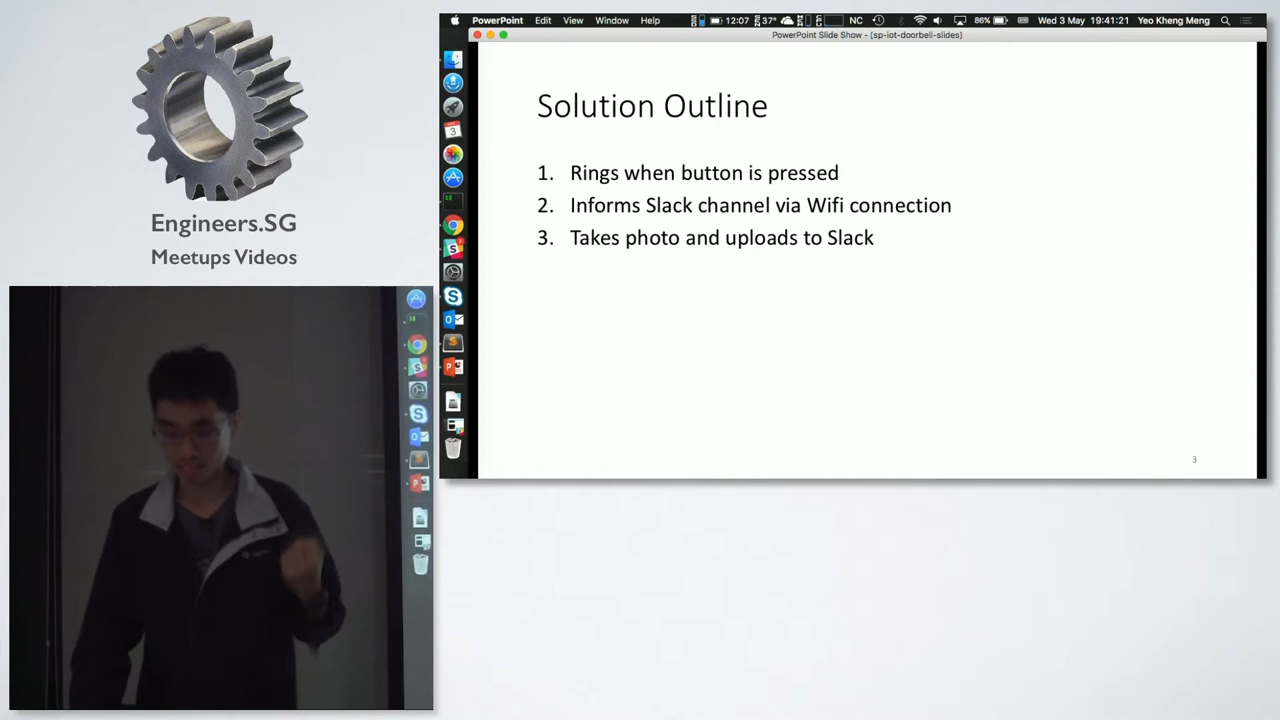 Engineers.SG
Meetups Videos
PowerPoint Edit View Window Help
12:07
37°
NC
86%
Wed 3 May 19:41:21
Yeo Kheng Meng
PowerPoint Slide Show - [sp-iot-doorbell-slides]
Solution Outline
1. Rings when button is pressed
2. Informs Slack channel via Wifi connection
3. Takes photo and uploads to Slack
3